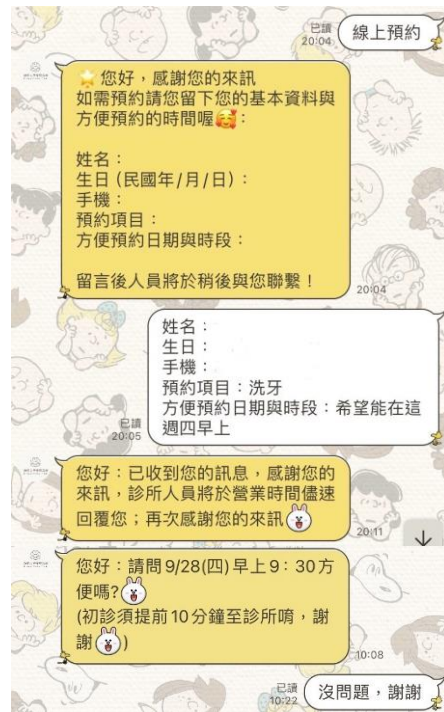 線上預約
已讀
20:04
您好，感謝您的來訊
如需預約請您留下您的基本資料與
方便預約的時間喔🥰：
姓名：
生日 (民國年/月/日)：
手機：
預約項目：
方便預約日期與時段：
留言後人員將於稍後與您聯繫！
20:04
姓名：
生日：
手機：
預約項目：洗牙
方便預約日期與時段：希望能在這
週四早上
已讀
20:05
您好：已收到您的訊息，感謝您的
來訊，診所人員將於營業時間儘速
回覆您；再次感謝您的來訊
20:11
您好：請問9/28(四)早上9：30方
便嗎?
(初診須提前10分鐘至診所唷，謝
謝)
10:08
沒問題，謝謝
已讀
10:22